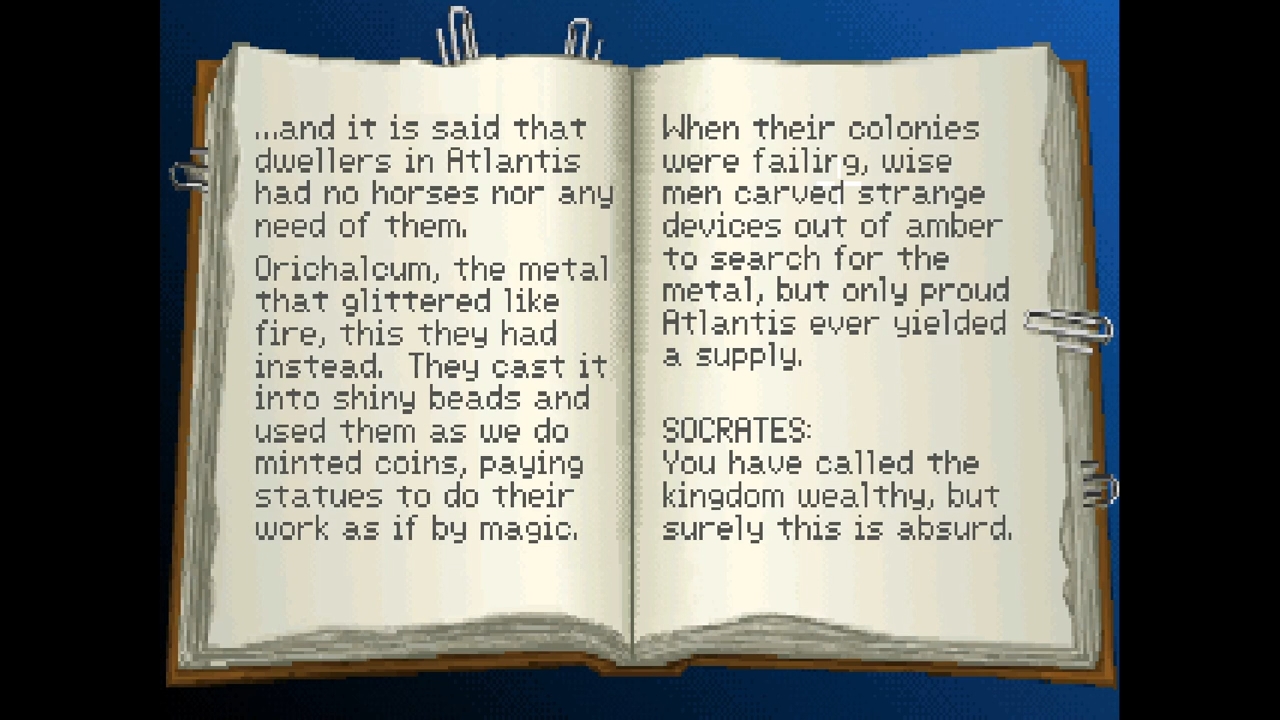 ...and it is said that
dwellers in Atlantis
had no horses nor any
need of them.
Orichalcum, the metal
that glittered like
fire, this they had
instead.  They cast it
into shiny beads and
used them as we do
minted coins, paying
statues to do their
work as if by magic.
When their colonies
were failing, wise
men carved strange
devices out of amber
to search for the
metal, but only proud
Atlantis ever yielded
a supply.
SOCRATES:
You have called the
kingdom wealthy, but
surely this is absurd.